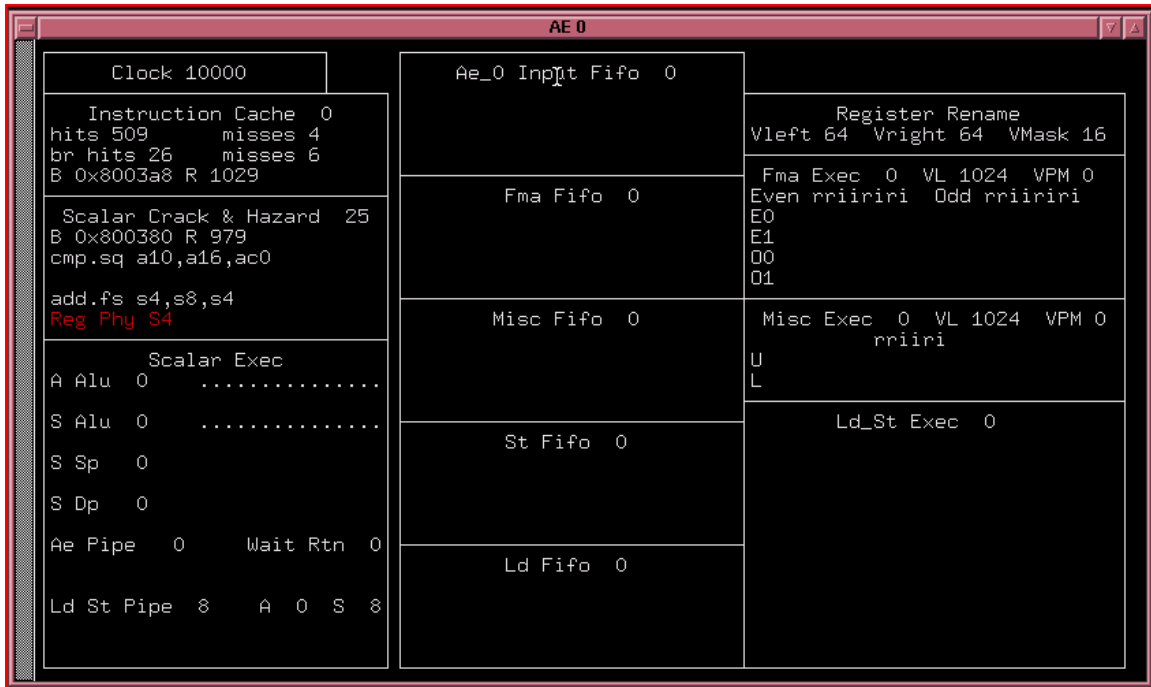 AE 0
Clock 10000
Instruction Cache 0
hits 509 misses 4
br hits 26 misses 6
B 0x8003a8 R 1029
Scalar Crack & Hazard 25
B 0x800380 R 979
cmp.sq a10,a16,ac0
add.fs s4,s8,s4
Reg Phy S4
Scalar Exec
A Alu 0 ...............
S Alu 0 ...............
S Sp 0
S Dp 0
Ae Pipe 0 Wait Rtn 0
Ld St Pipe 8 A 0 S 8
Ae_0 Input Fifo 0
Fma Fifo 0
Misc Fifo 0
St Fifo 0
Ld Fifo 0
Register Rename
Vleft 64 Vright 64 VMask 16
Fma Exec 0 VL 1024 VPM 0
Even rriiriri Odd rriiriri
E0
E1
O0
O1
Misc Exec 0 VL 1024 VPM 0
rriiri
U
L
Ld_St Exec 0